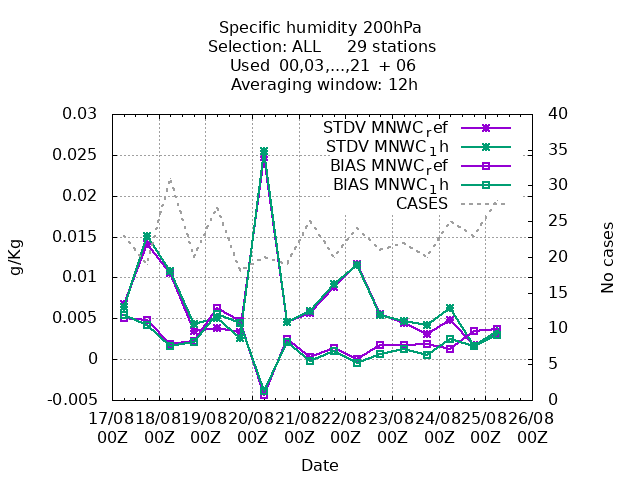 Specific humidity 200hPa
Selection: ALL 29 stations
Used 00,03,...,21 + 06
Averaging window: 12h
0.03
0.025
0.02
0.015
0.01
0.005
0
-0.005
g/Kg
40
35
30
25
20
15
10
5
0
No cases
STDV MNWC_ref
STDV MNWC_1h
BIAS MNWC_ref
BIAS MNWC_1h
CASES
17/08 18/08 19/08 20/08 21/08 22/08 23/08 24/08 25/08 26/08
00Z 00Z 00Z 00Z 00Z 00Z 00Z 00Z 00Z 00Z
Date